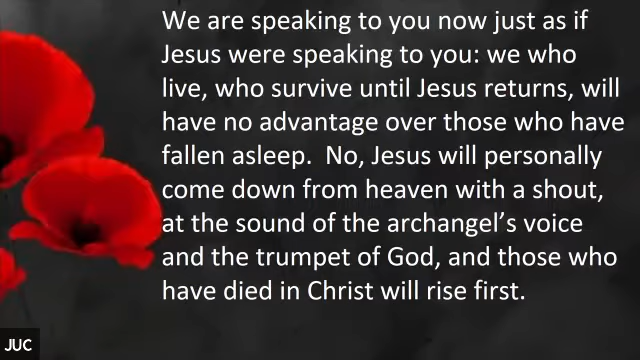 We are speaking to you now just as if
Jesus were speaking to you: we who
live, who survive until Jesus returns, will
have no advantage over those who have
fallen asleep.  No, Jesus will personally
come down from heaven with a shout,
at the sound of the archangel’s voice
and the trumpet of God, and those who
have died in Christ will rise first.
JUC